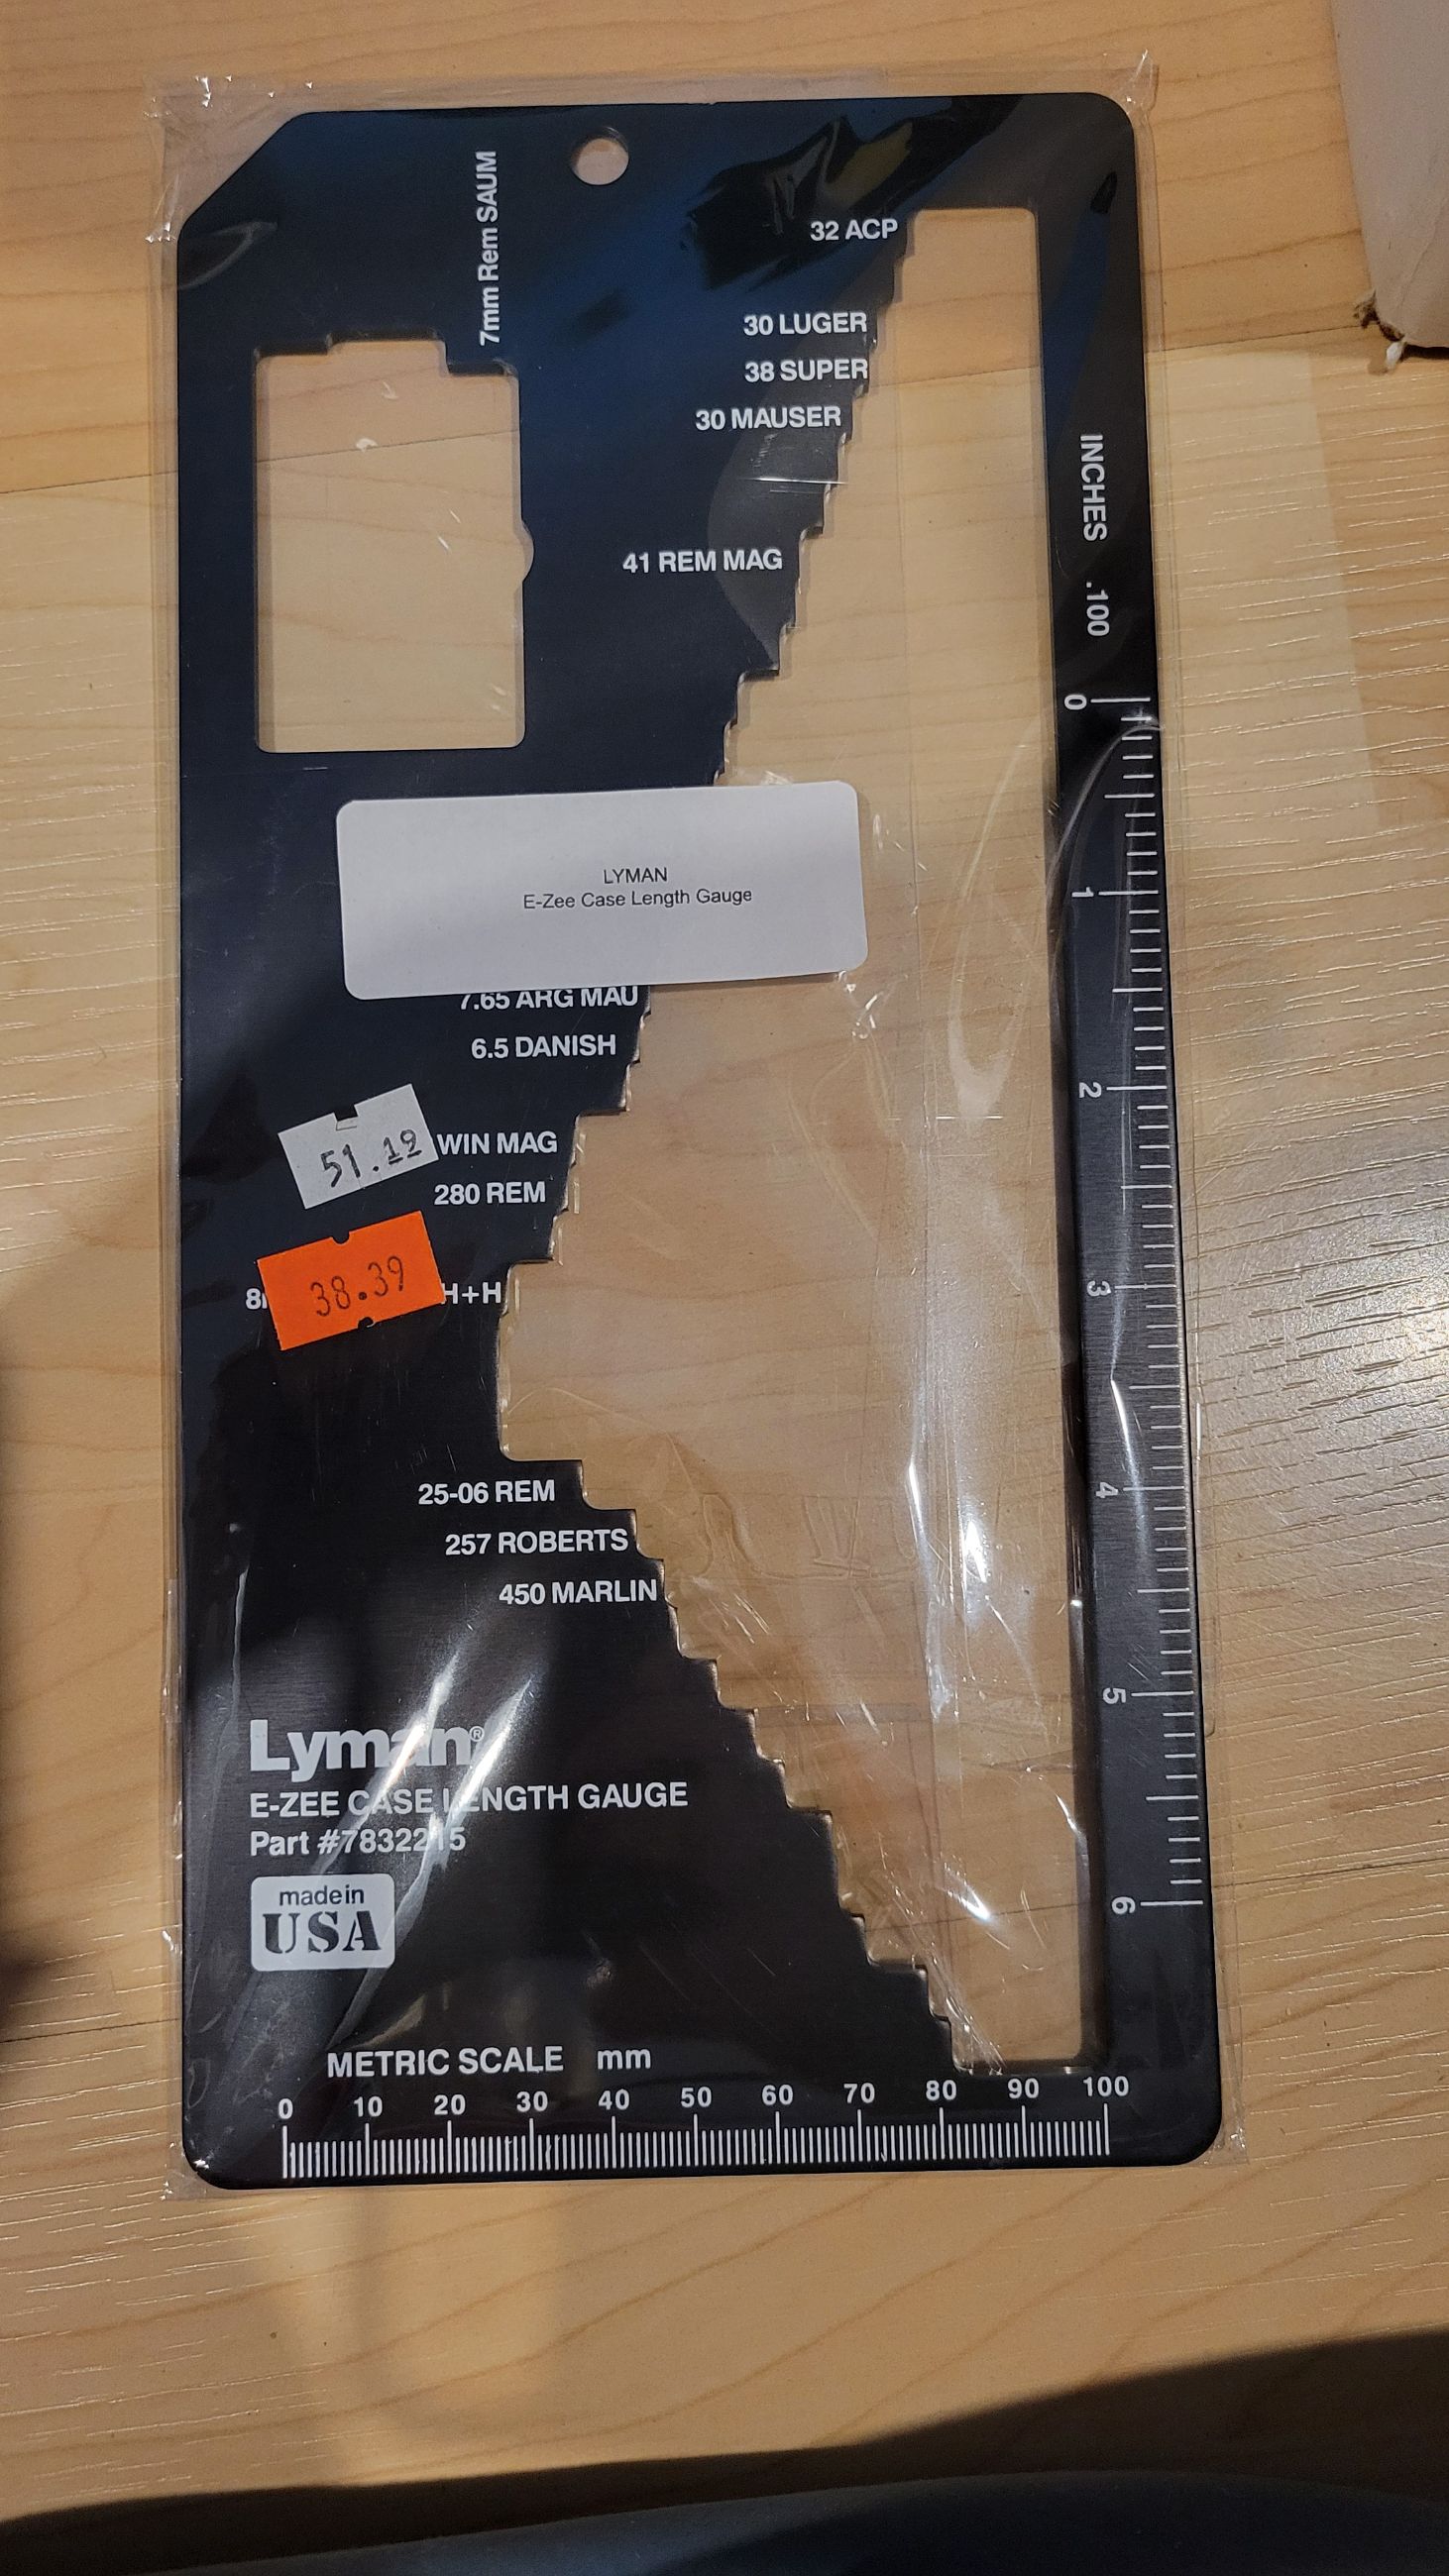 7mm Rem SAUM
32 ACP
30 LUGER
38 SUPER
30 MAUSER
41 REM MAG
INCHES .100
0
1
2
3
4
5
6
LYMAN
E-Zee Case Length Gauge
7.65 ARG MAU
6.5 DANISH
51.19
WIN MAG
280 REM
38.39
H+H
25-06 REM
257 ROBERTS
450 MARLIN
Lyman®
E-ZEE CASE LENGTH GAUGE
Part #7832215
made in
USA
METRIC SCALE mm
0 10 20 30 40 50 60 70 80 90 100